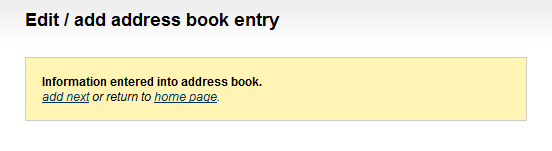 Edit / add address book entry
Information entered into address book.
add next or return to home page.